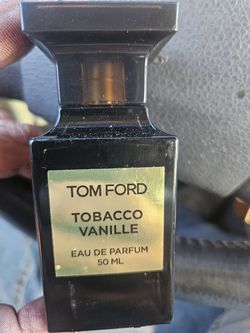 TOM FORD
TOBACCO
VANILLE
EAU DE PARFUM
50 ML